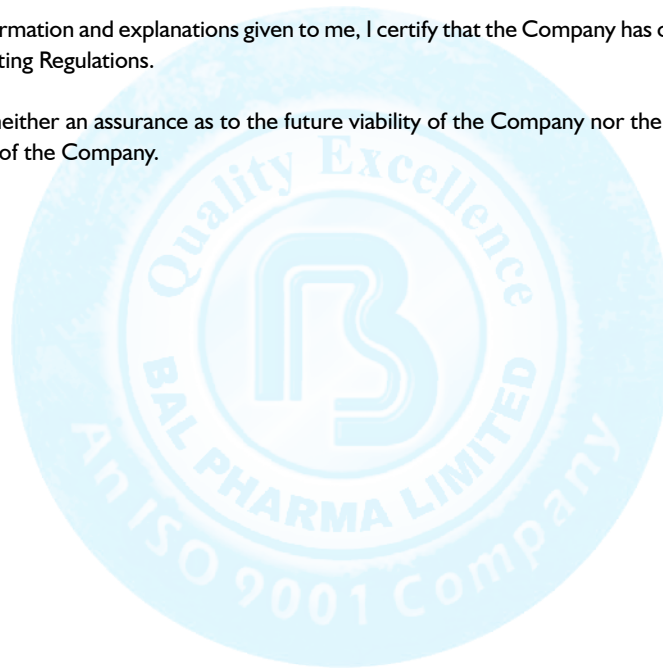 rmation and explanations given to me, I certify that the Company has
ting Regulations.
either an assurance as to the future viability of the Company nor the
of the Company.
Quality Excellence
BAL PHARMA LIMITED
An ISO 9001 Company